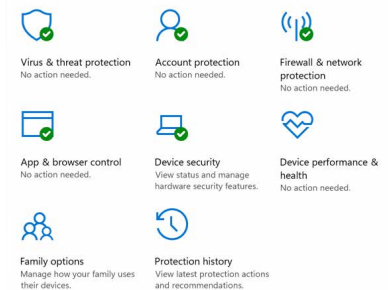 Virus & threat protection
No action needed.
Account protection
No action needed.
Firewall & network
protection
No action needed.
App & browser control
No action needed.
Device security
View status and manage
hardware security features.
Device performance &
health
No action needed.
Family options
Manage how your family uses
their devices.
Protection history
View latest protection actions
and recommendations.